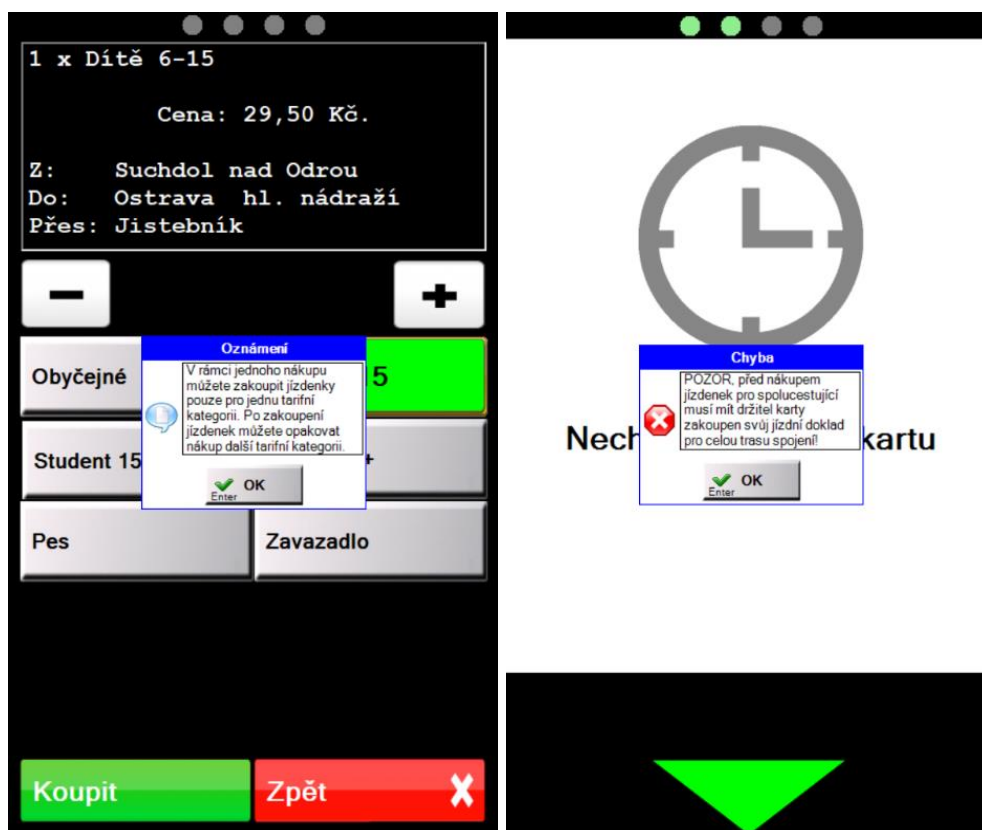 1 x Dítě 6-15
Cena: 29,50 Kč.
Z: Suchdol nad Odrou
Do: Ostrava hl. nádraží
Přes: Jistebník
−
+
Oznámení
V rámci jednoho nákupu
můžete zakoupit jízdenky
pouze pro jednu tarifní
kategorii. Po zakoupení
jízdenek můžete opakovat
nákup další tarifní kategorii.
Enter
OK
Obyčejné
5
Student 15
+
Pes
Zavazadlo
Koupit
Zpět
Chyba
POZOR, před nákupem
jízdenek pro spolucestující
musí mít držitel karty
zakoupen svůj jízdní doklad
pro celou trasu spojení!
Enter
OK
Nech
kartu